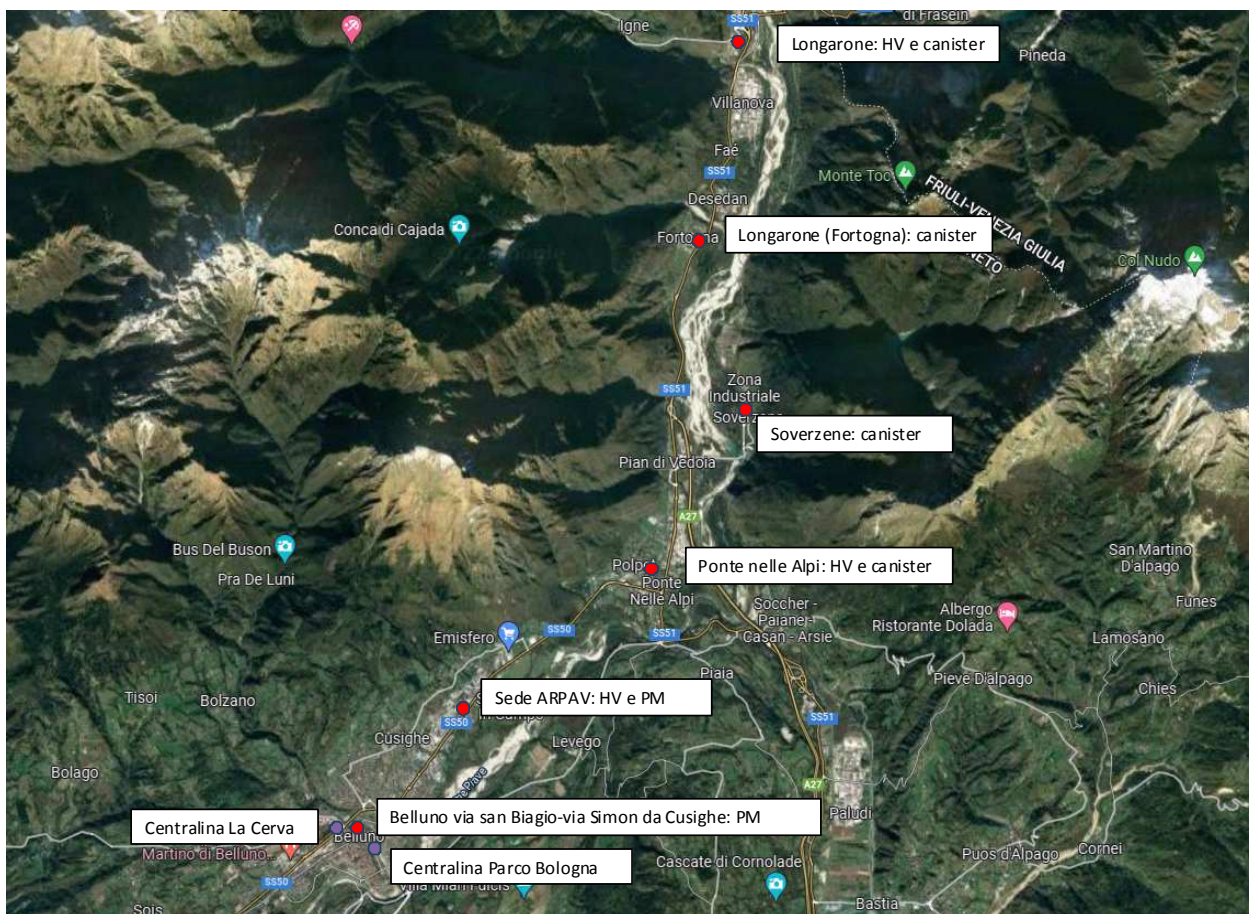 Igne
SS51
di Frasein
Longarone: HV e canister
Pineda
Villanova
Faé
SS51
Monte Toc
FRIULI-VENEZIA GIULIA
VENETO
Desedan
Conca di Cajada
Longarone (Fortogna): canister
Col Nudo
SS51
Zona
Industriale
Soverzene: canister
Pian di Vedoia
A27
Bus Del Buson
Pra De Luni
San Martino
D'alpago
Polpet
Ponte
Nelle Alpi
Ponte nelle Alpi: HV e canister
Funes
Soccher -
Paianer-
Casan - Arsie
Albergo
Ristorante Dolada
SS50
SS51
Emisfero
Lamosano
Tisoi
Bolzano
Piaia
Pieve D'alpago
Chies
Sede ARPAV: HV e PM
SS50
SS51
Cusighe
Levego
Bolago
A27
Paludi
Piave
Centralina La Cerva
Belluno
Belluno via san Biagio-via Simon da Cusighe: PM
Martino di Belluno...
Centralina Parco Bologna
Cascate di Cornolade
Puos d'Alpago
Cornei
SS50
Sois
Bastia